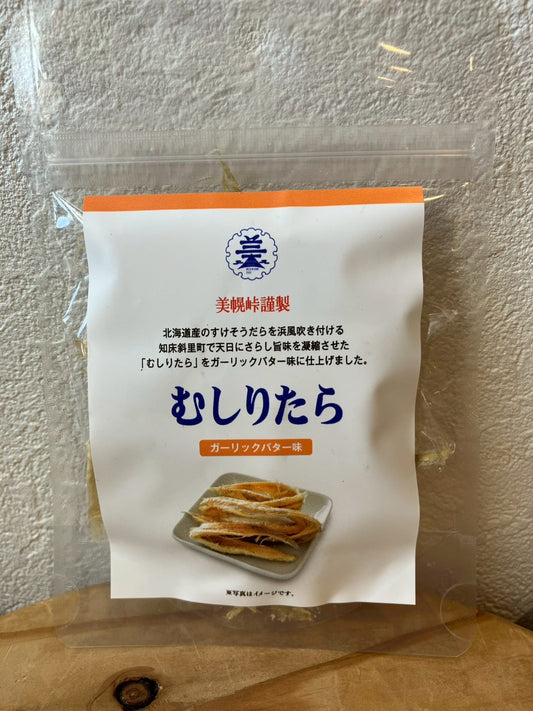 美幌峠謹製
北海道産のすけそうだらを浜風吹き付ける
知床斜里町で天日にさらし旨味を凝縮させた
「むしりたら」をガーリックバター味に仕上げました。
むしりたら
ガーリックバター味
※写真はイメージです。